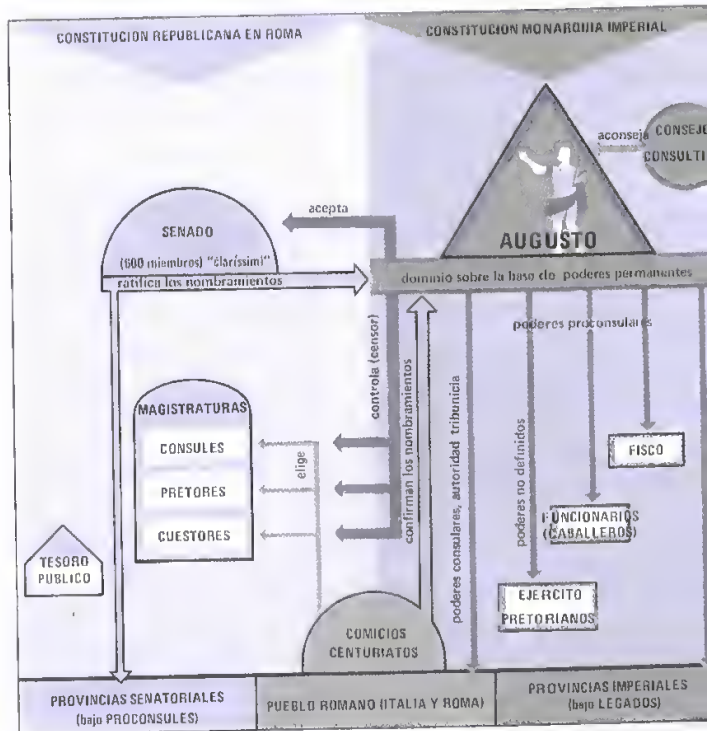 CONSTITUCION REPUBLICANA EN ROMA
CONSTITUCION MONARQUIA IMPERIAL
aconseja
CONSEJO
CONSULTI
acepta
SENADO
(600 miembros) "clarissimi"
ratifica los nombramientos
AUGUSTO
dominio sobre la base de poderes permanentes
poderes proconsulares
controla (censor)
confirman los nombramientos
poderes consulares, autoridad tribunicia
poderes no definidos
MAGISTRATURAS
CONSULES
PRETORES
CUESTORES
elige
FISCO
FUNCIONARIOS
(CABALLEROS)
TESORO
PUBLICO
EJERCITO
PRETORIANOS
COMICIOS
CENTURIATOS
PROVINCIAS SENATORIALES
(bajo PROCONSULES)
PUEBLO ROMANO (ITALIA Y ROMA)
PROVINCIAS IMPERIALES
(bajo LEGADOS)